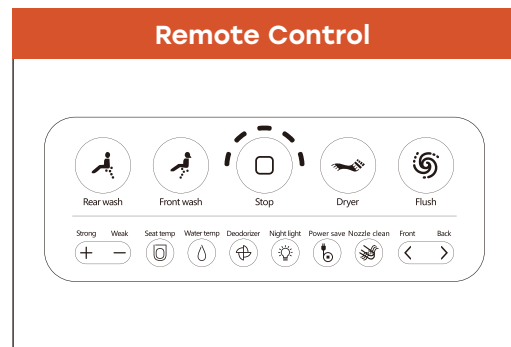 Remote Control
Rear wash Front wash Stop Dryer Flush
Strong Weak Seat temp Water temp Deodorizer Night light Power save Nozzle clean Front Back